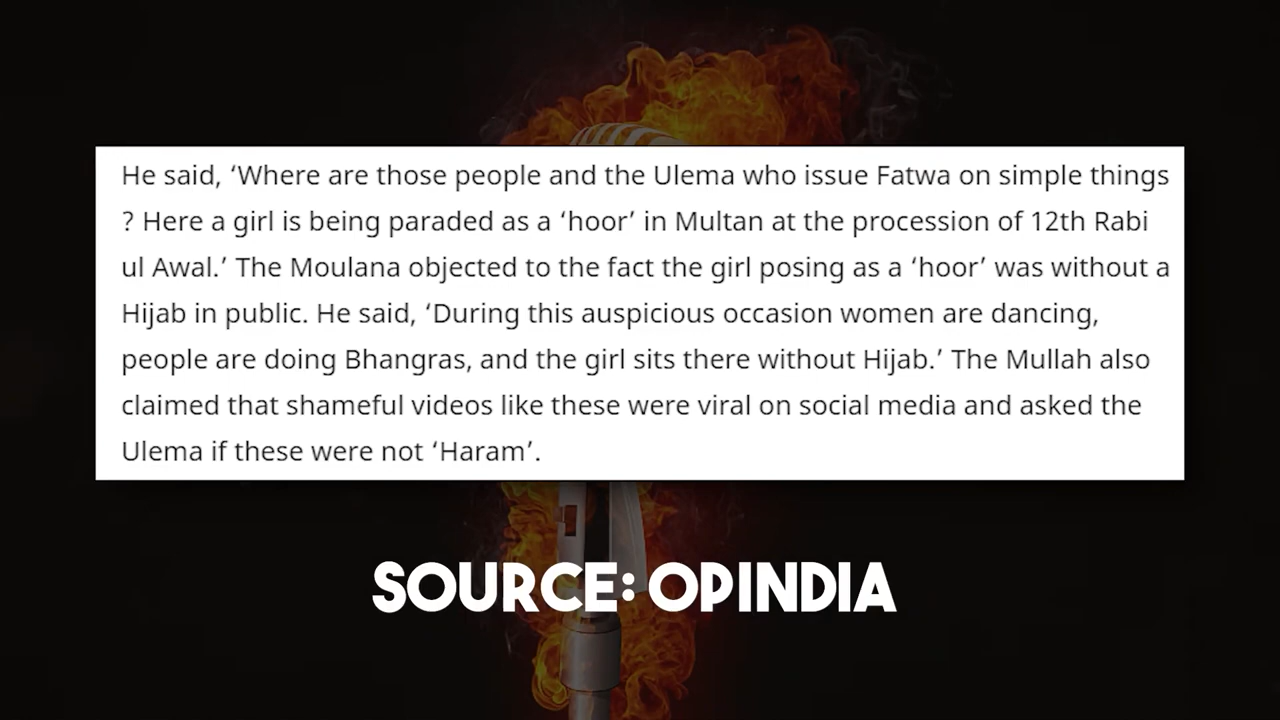 He said, ‘Where are those people and the Ulema who issue Fatwa on simple things
? Here a girl is being paraded as a ‘hoor’ in Multan at the procession of 12th Rabi
ul Awal.’ The Moulana objected to the fact the girl posing as a ‘hoor’ was without a
Hijab in public. He said, ‘During this auspicious occasion women are dancing,
people are doing Bhangras, and the girl sits there without Hijab.’ The Mullah also
claimed that shameful videos like these were viral on social media and asked the
Ulema if these were not ‘Haram’.
SOURCE: OPINDIA